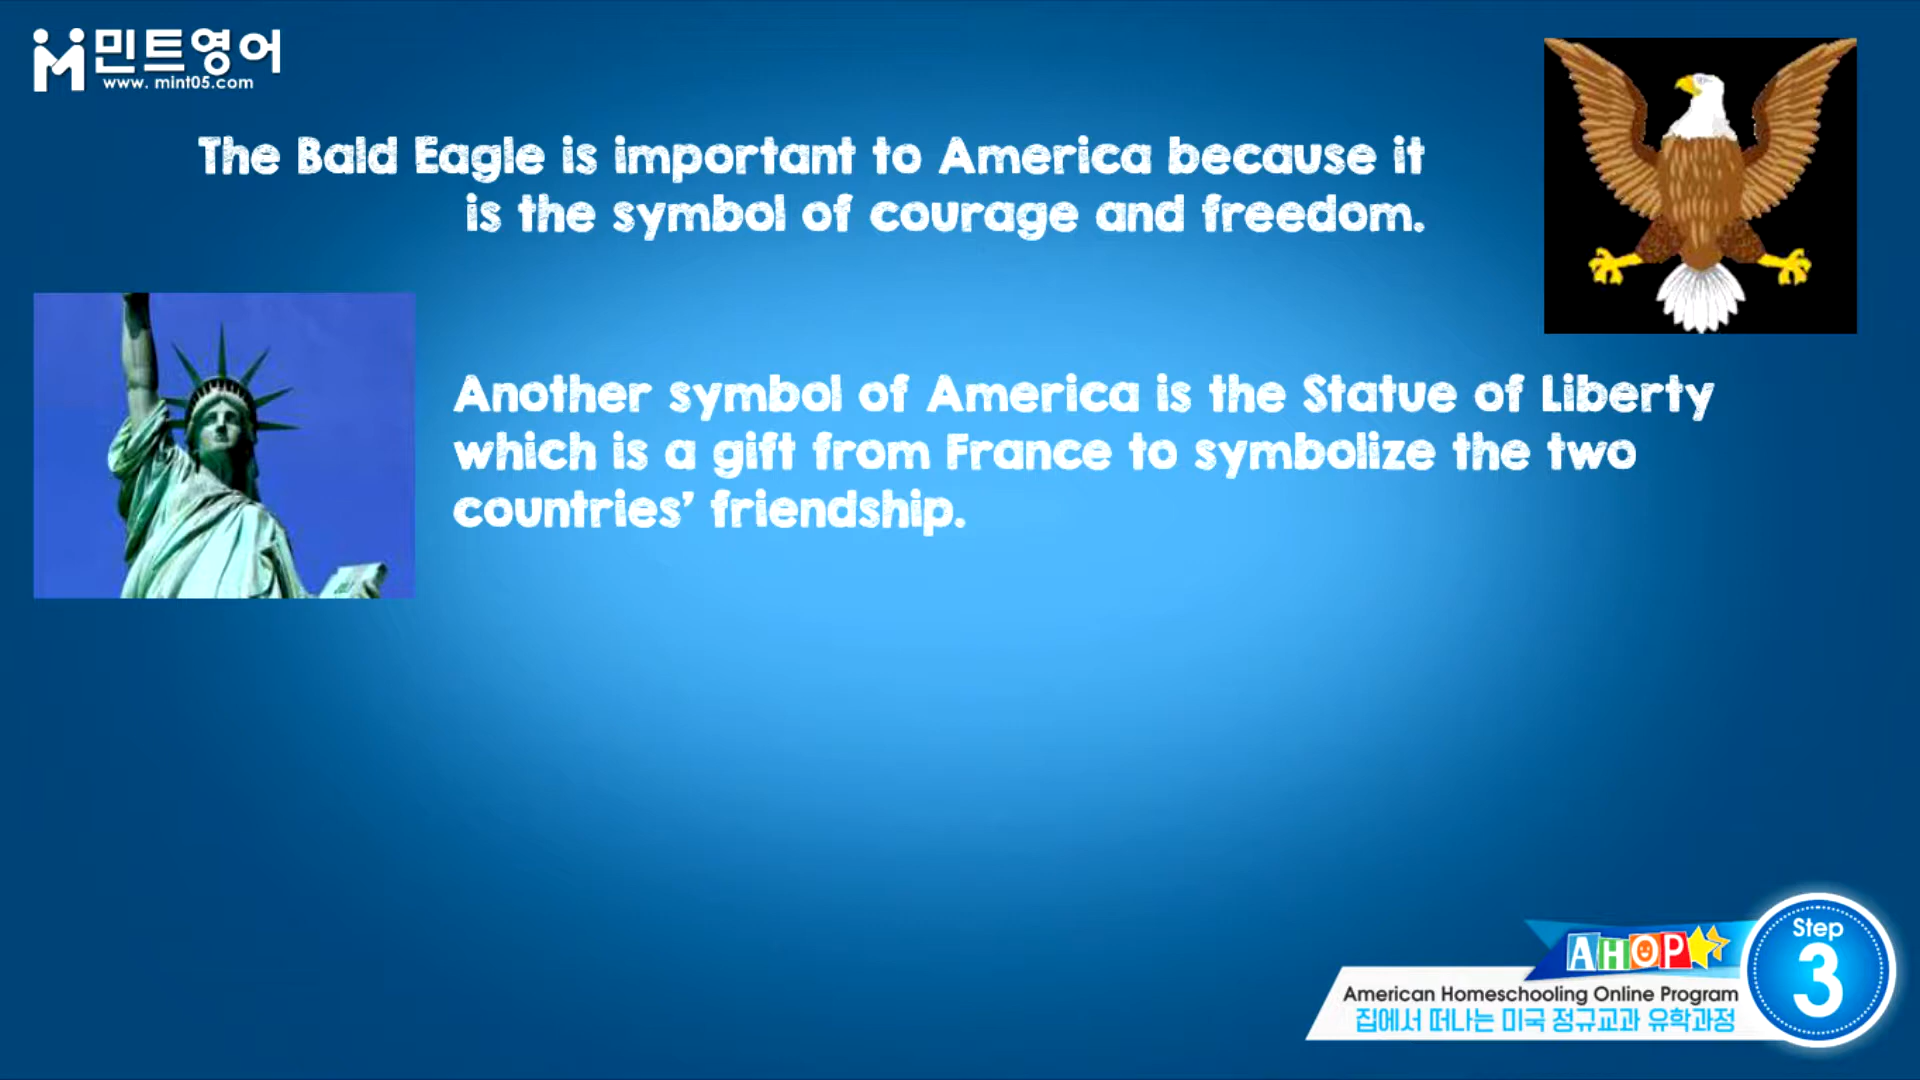 민트영어
www. mint05.com
The Bald Eagle is important to America because it
is the symbol of courage and freedom.
Another symbol of America is the Statue of Liberty
which is a gift from France to symbolize the two
countries’ friendship.
AHOP
Step
3
American Homeschooling Online Program
집에서 떠나는 미국 정규교과 유학과정